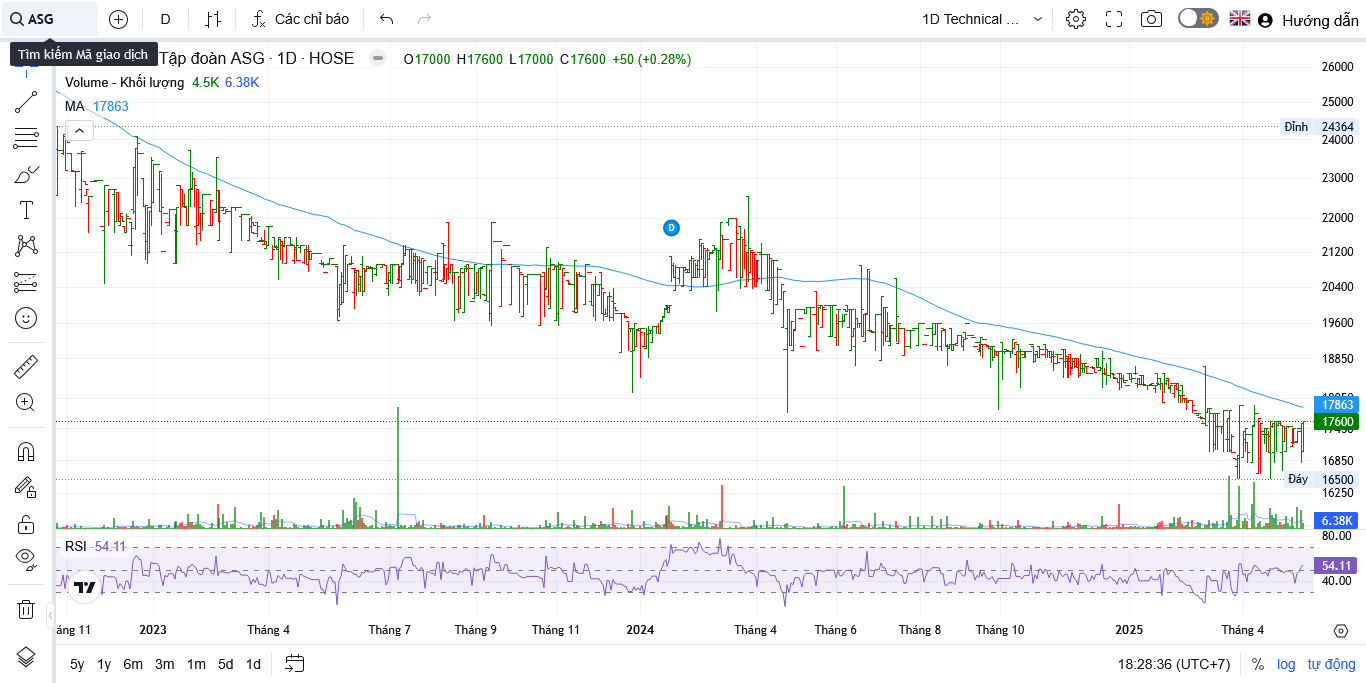 ASG
D
Các chỉ báo
1D Technical ...
Hướng dẫn
Tìm kiếm Mã giao dịch
Tập đoàn ASG · 1D · HOSE
O17000 H17600 L17000 C17600 +50 (+0.28%)
Volume - Khối lượng 4.5K 6.38K
MA 17863
D
26000
25000
Đỉnh 24364
24000
23000
22000
21200
20400
19600
18850
17863
17600
16850
Đáy 16500
16250
6.38K
RSI 54.11
80.00
54.11
40.00
áng 11
2023
Tháng 4
Tháng 7
Tháng 9
Tháng 11
2024
Tháng 4
Tháng 6
Tháng 8
Tháng 10
2025
Tháng 4
5y 1y 6m 3m 1m 5d 1d
18:28:36 (UTC+7) % log tự động